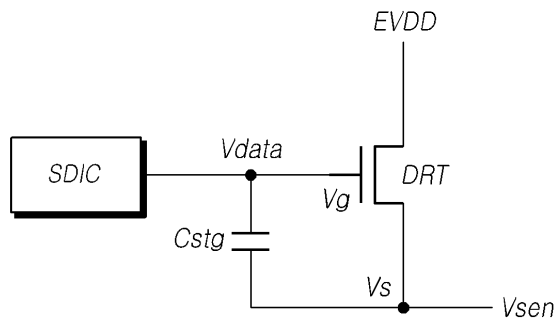 EVDD
SDIC
Vdata
DRT
Vg
Cstg
Vs
Vsen